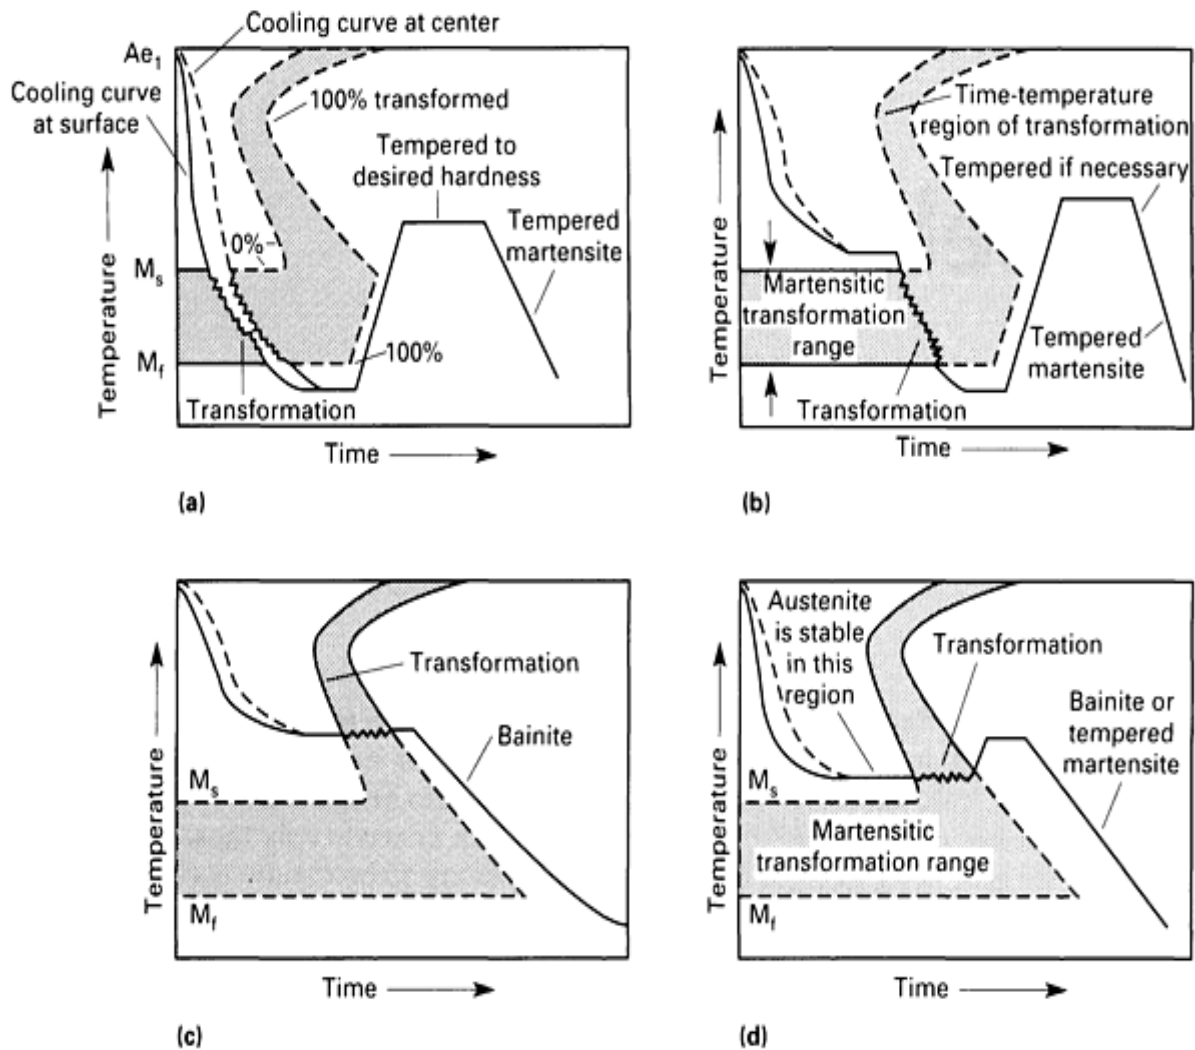 Cooling curve at center
Ae1
Cooling curve
at surface
100% transformed
Tempered to
desired hardness
Tempered
martensite
0%
Ms
Mf
100%
Transformation
Temperature
Time
(a)
Time-temperature
region of transformation
Tempered if necessary
Martensitic
transformation
range
Tempered
martensite
Transformation
Temperature
Time
(b)
Transformation
Bainite
Ms
Mf
Temperature
Time
(c)
Austenite
is stable
in this
region
Transformation
Bainite or
tempered
martensite
Ms
Martensitic
transformation range
Mf
Temperature
Time
(d)